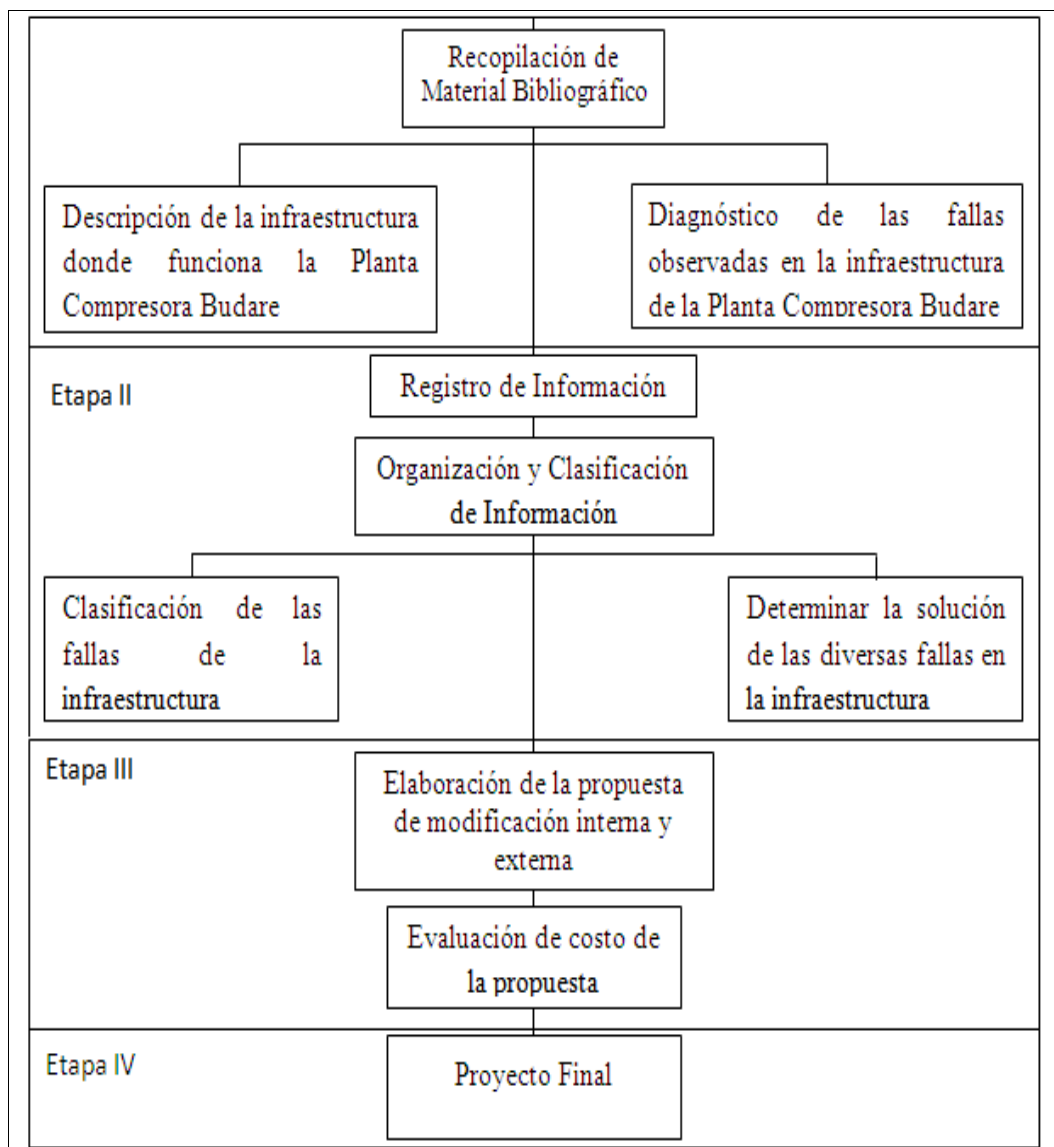 Recopilación de
Material Bibliográfico
Descripción de la infraestructura
donde funciona la Planta
Compresora Budare
Diagnóstico de las fallas
observadas en la infraestructura
de la Planta Compresora Budare
Etapa II
Registro de Información
Organización y Clasificación
de Información
Clasificación de las
fallas de la
infraestructura
Determinar la solución
de las diversas fallas en
la infraestructura
Etapa III
Elaboración de la propuesta
de modificación interna y
externa
Evaluación de costo de
la propuesta
Etapa IV
Proyecto Final